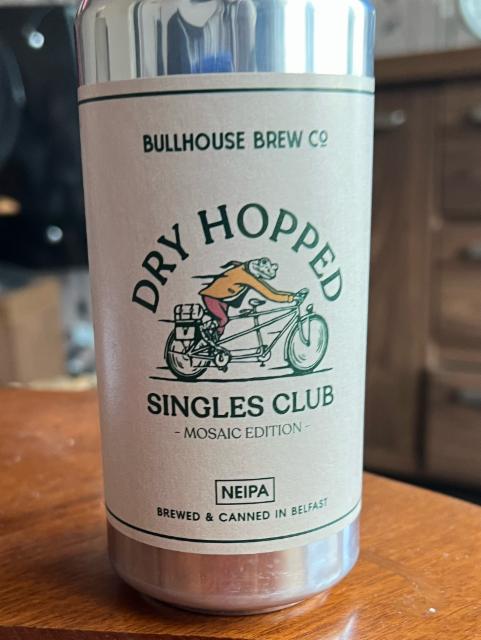 BULLHOUSE BREW CO
DRY HOPPED
SINGLES CLUB
- MOSAIC EDITION -
NEIPA
BREWED & CANNED IN BELFAST